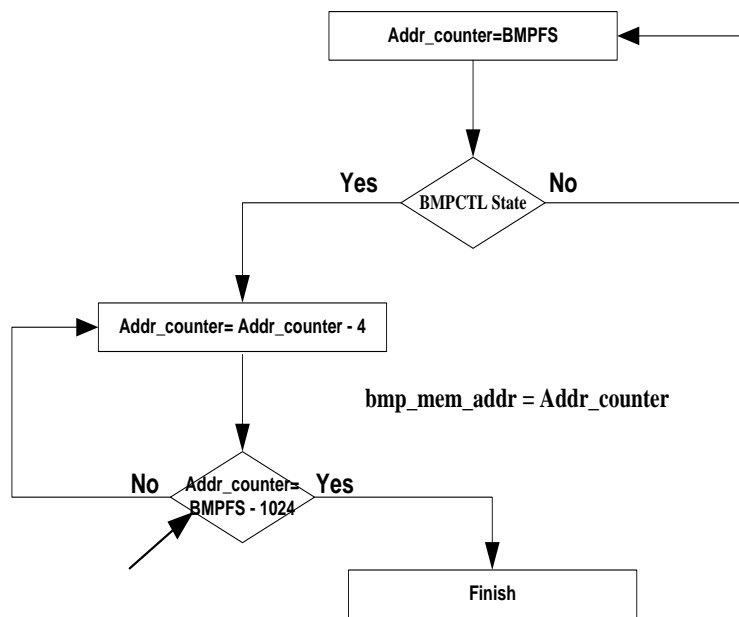 Addr_counter=BMPFS
Yes
BMPCTL State
No
Addr_counter= Addr_counter - 4
bmp_mem_addr = Addr_counter
No
Addr_counter=
BMPFS - 1024
Yes
Finish